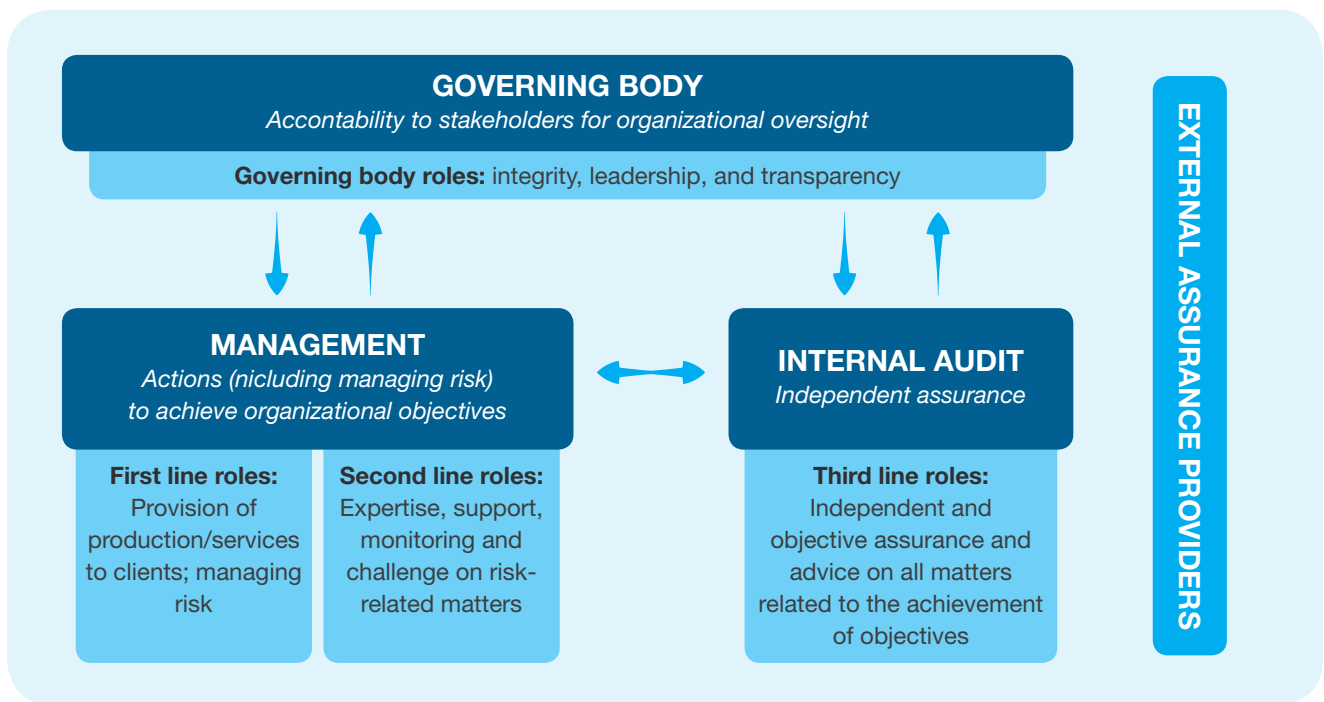 GOVERNING BODY
Accontability to stakeholders for organizational oversight
Governing body roles: integrity, leadership, and transparency
MANAGEMENT
Actions (nicluding managing risk)
to achieve organizational objectives
First line roles:
Provision of
production/services
to clients; managing
risk
Second line roles:
Expertise, support,
monitoring and
challenge on risk-
related matters
INTERNAL AUDIT
Independent assurance
Third line roles:
Independent and
objective assurance and
advice on all matters
related to the achievement
of objectives
EXTERNAL ASSURANCE PROVIDERS